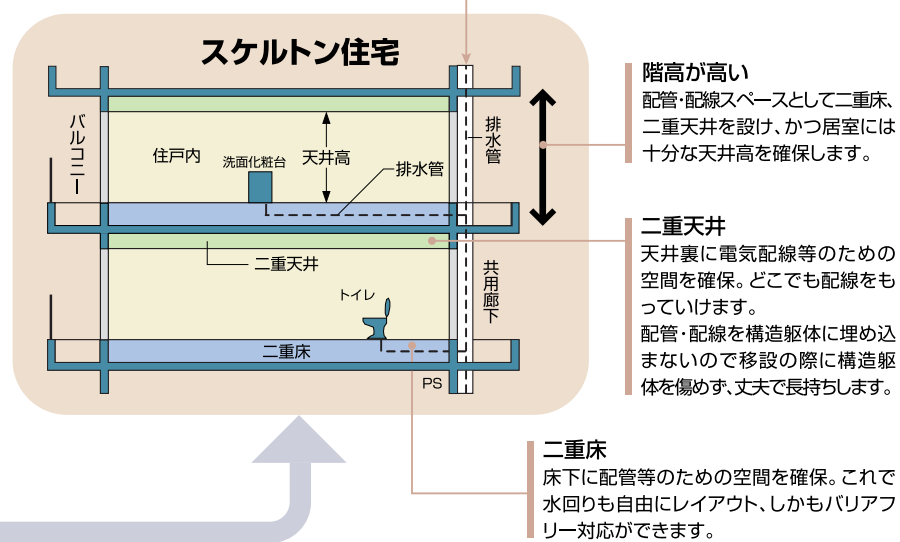 スケルトン住宅
バルコニー
住戸内
洗面化粧台
天井高
排水管
排水管
二重天井
トイレ
共用廊下
二重床
PS
階高が高い
配管・配線スペースとして二重床、
二重天井を設け、かつ居室には
十分な天井高を確保します。
二重天井
天井裏に電気配線等のための
空間を確保。どこでも配線をも
っていけます。
配管・配線を構造躯体に埋め込
まないので移設の際に構造躯
体を傷めず、丈夫で長持ちします。
二重床
床下に配管等のための空間を確保。これで
水回りも自由にレイアウト、しかもバリアフ
リー対応ができます。